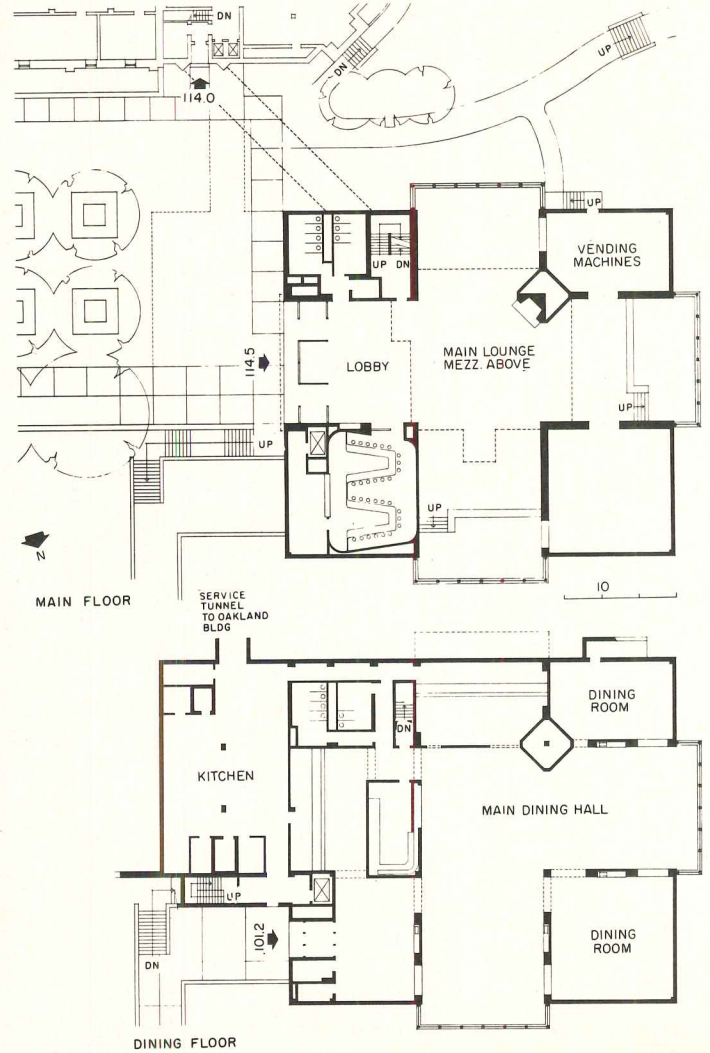 DN
DN
UP
114.0
UP
VENDING
MACHINES
UP DN
114.5
LOBBY
MAIN LOUNGE
MEZZ. ABOVE
UP
UP
UP
N
MAIN FLOOR
10
SERVICE
TUNNEL
TO OAKLAND
BLDG
DINING
ROOM
DN
KITCHEN
MAIN DINING HALL
UP
101.2
DINING
ROOM
DN
DINING FLOOR